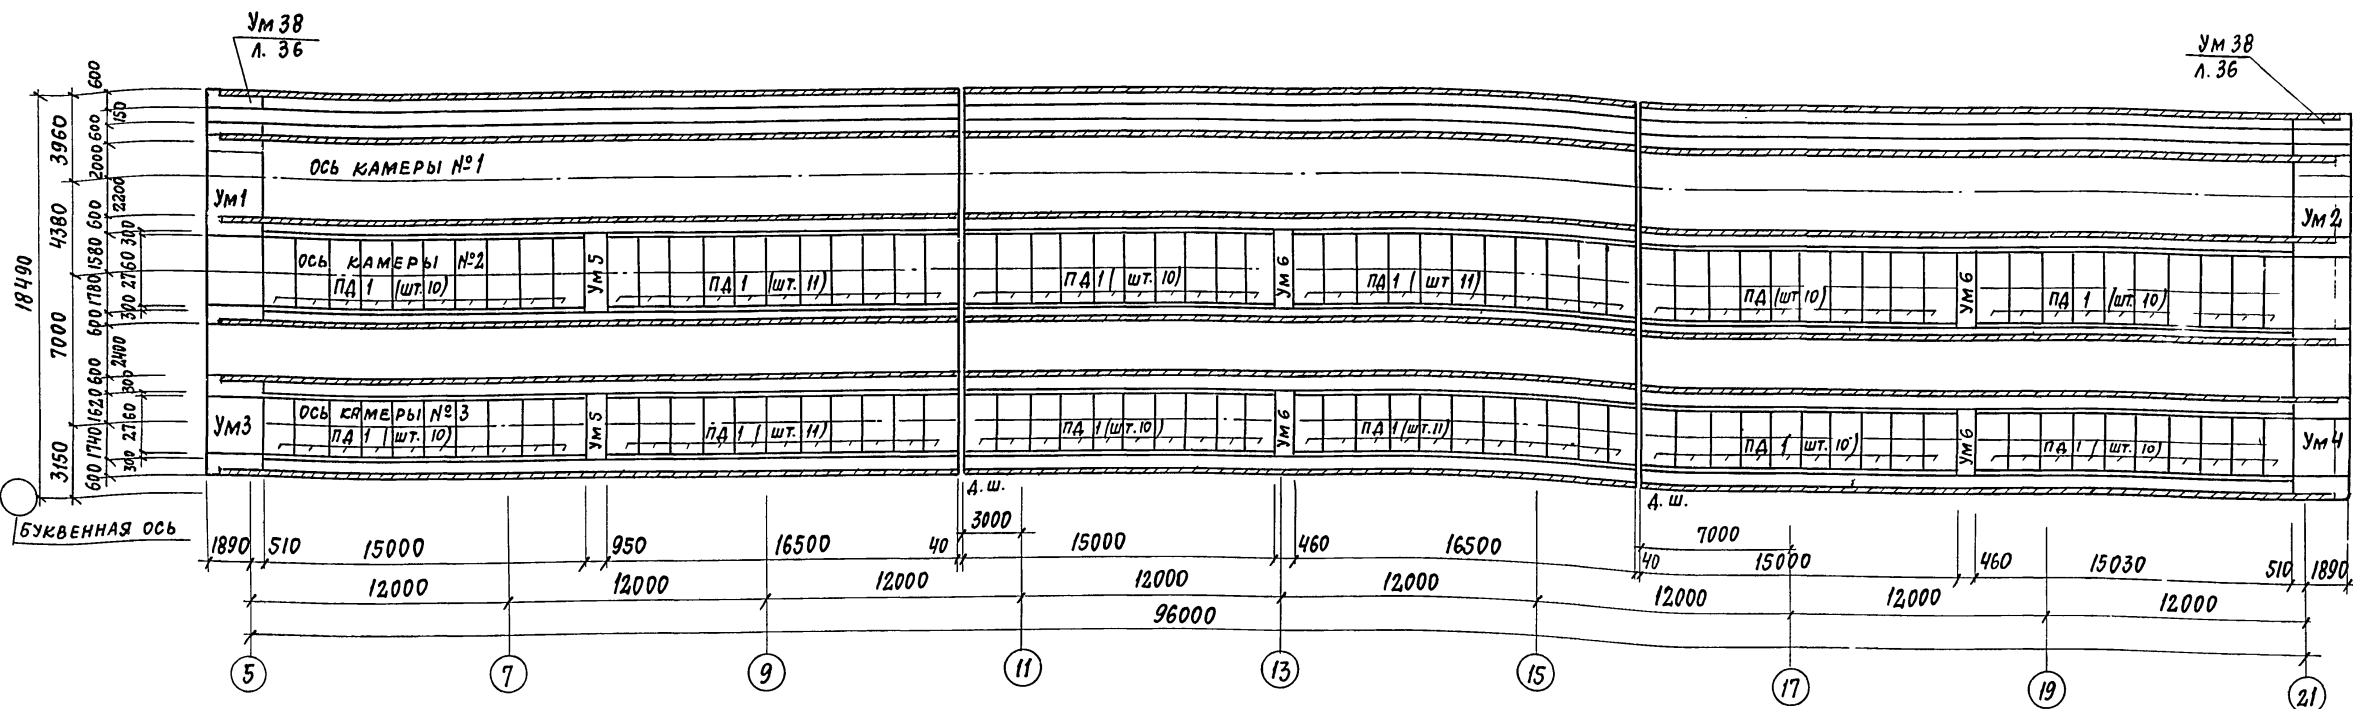 Ум 38
Л. 36
Ум 38
Л. 36
600
150
600
2000
2200
600
300
1580
2760
1780
300
600
2400
600
300
1620
2760
1740
300
600
3960
4380
7000
3150
18490
ОСЬ КАМЕРЫ №1
Ум1
Ум 2
ОСЬ КАМЕРЫ №2
ПД 1 (шт. 10)
Ум 5
ПД 1 (шт. 11)
ПД 1 ( шт. 10)
Ум 6
ПД 1 ( шт 11)
ПД (шт 10)
Ум 6
ПД 1 (шт. 10)
Ум3
ОСЬ КАМЕРЫ № 3
ПД 1 ( шт. 10)
Ум 5
ПД 1 ( шт. 11)
ПД 1 (шт. 10)
Ум 6
ПД 1 (шт. 11)
ПД 1 ( шт. 10)
Ум 6
ПД 1 ( шт. 10)
Ум 4
Д. Ш.
Д. Ш.
БУКВЕННАЯ ОСЬ
3000
7000
1890 510 15000 950 16500 40 15000 460 16500 40 15000 460 15030 510 1890
12000 12000 12000 12000 12000 12000 12000 12000
96000
5 7 9 11 13 15 17 19 21